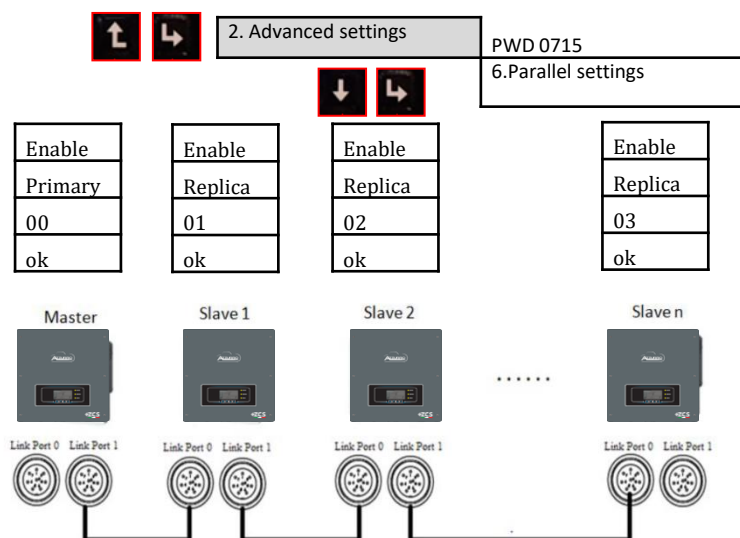 2. Advanced settings
PWD 0715
6.Parallel settings
Enable
Primary
00
ok
Enable
Replica
01
ok
Enable
Replica
02
ok
Enable
Replica
03
ok
Master
Slave 1
Slave 2
Slave n
......
Link Port 0 Link Port 1
Link Port 0 Link Port 1
Link Port 0 Link Port 1
Link Port 0 Link Port 1